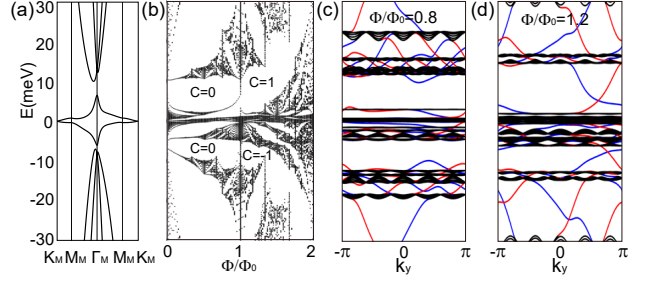 (a) (b) (c) (d)
Φ/Φ₀=0.8 Φ/Φ₀=1.2
E(meV)
30
20
10
0
-10
-20
-30
K_M M_M Γ_M M_M K_M
C=0 C=1
C=0 C=-1
0 1 2
Φ/Φ₀
-π 0 π
k_y
-π 0 π
k_y